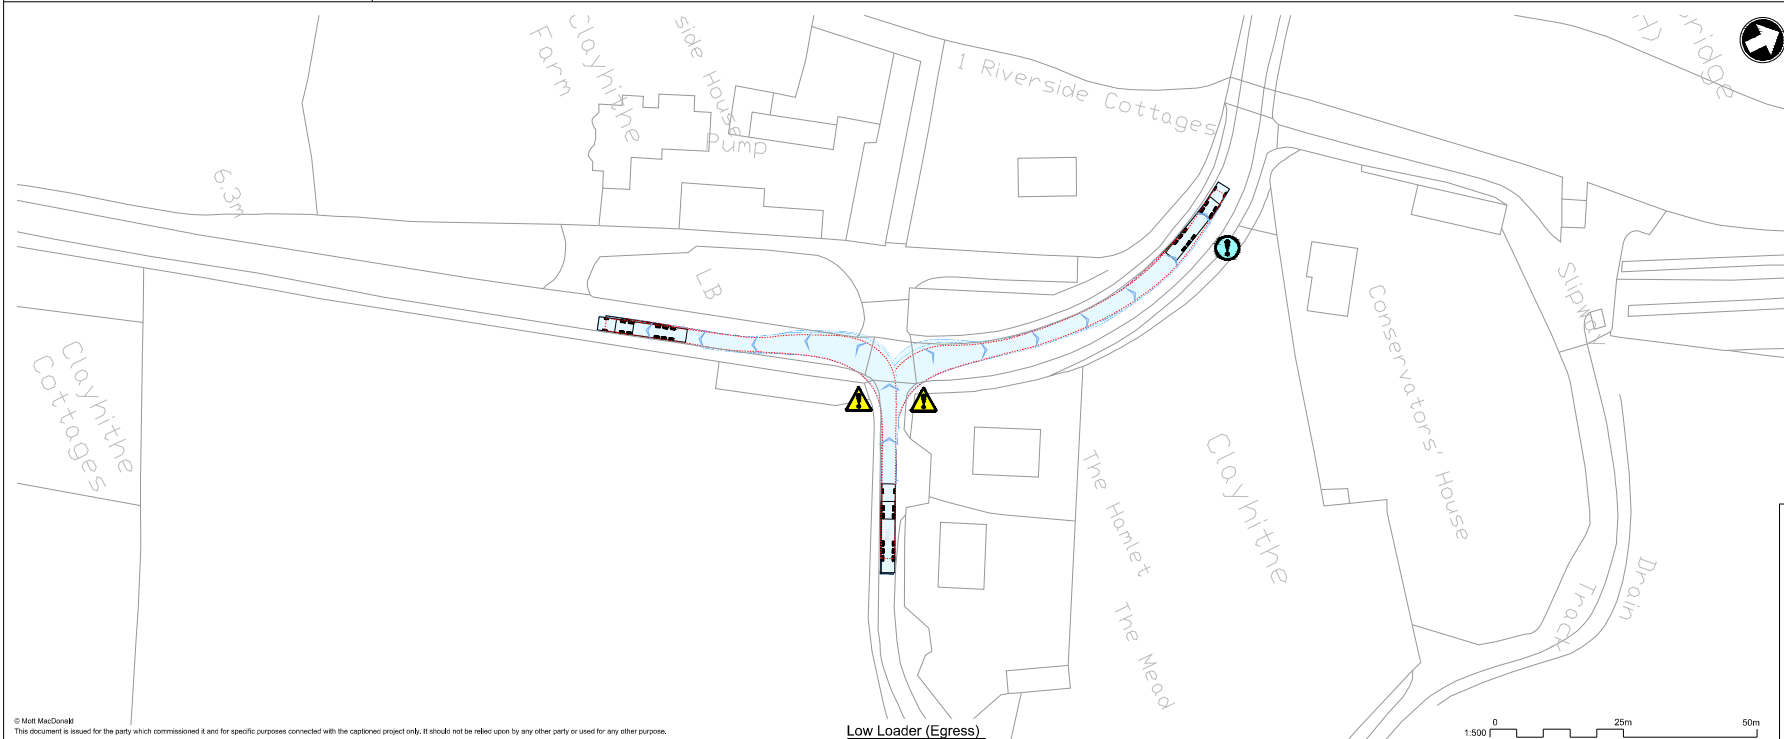 Clayhithe
Farm
side House
Pump
1 Riverside Cottages
6.3m
LB
Clayhithe
Cottages
The Hamlet
The Mead
Clayhithe
Conservators' House
Track
Drain
© Mott MacDonald
This document is issued for the party which commissioned it and for specific purposes connected with the captioned project only. It should not be relied upon by any other party or used for any other purpose.
Low Loader (Egress)
1:500
0 25m 50m